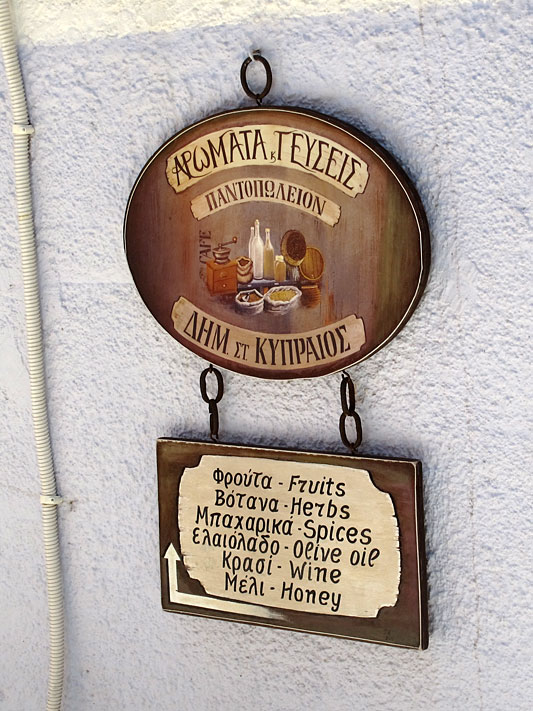 ΑΡΩΜΑΤΑ & ΓΕΥΣΕΙΣ
ΠΑΝΤΟΠΩΛΕΙΟΝ
CAFE
ΔΗΜ. ΣΤ ΚΥΠΡΑΙΟΣ
Φρούτα - Fruits
Βότανα - Herbs
Μπαχαρικά - Spices
Ελαιόλαδο - Olive oil
Κρασί - Wine
Μέλι - Honey